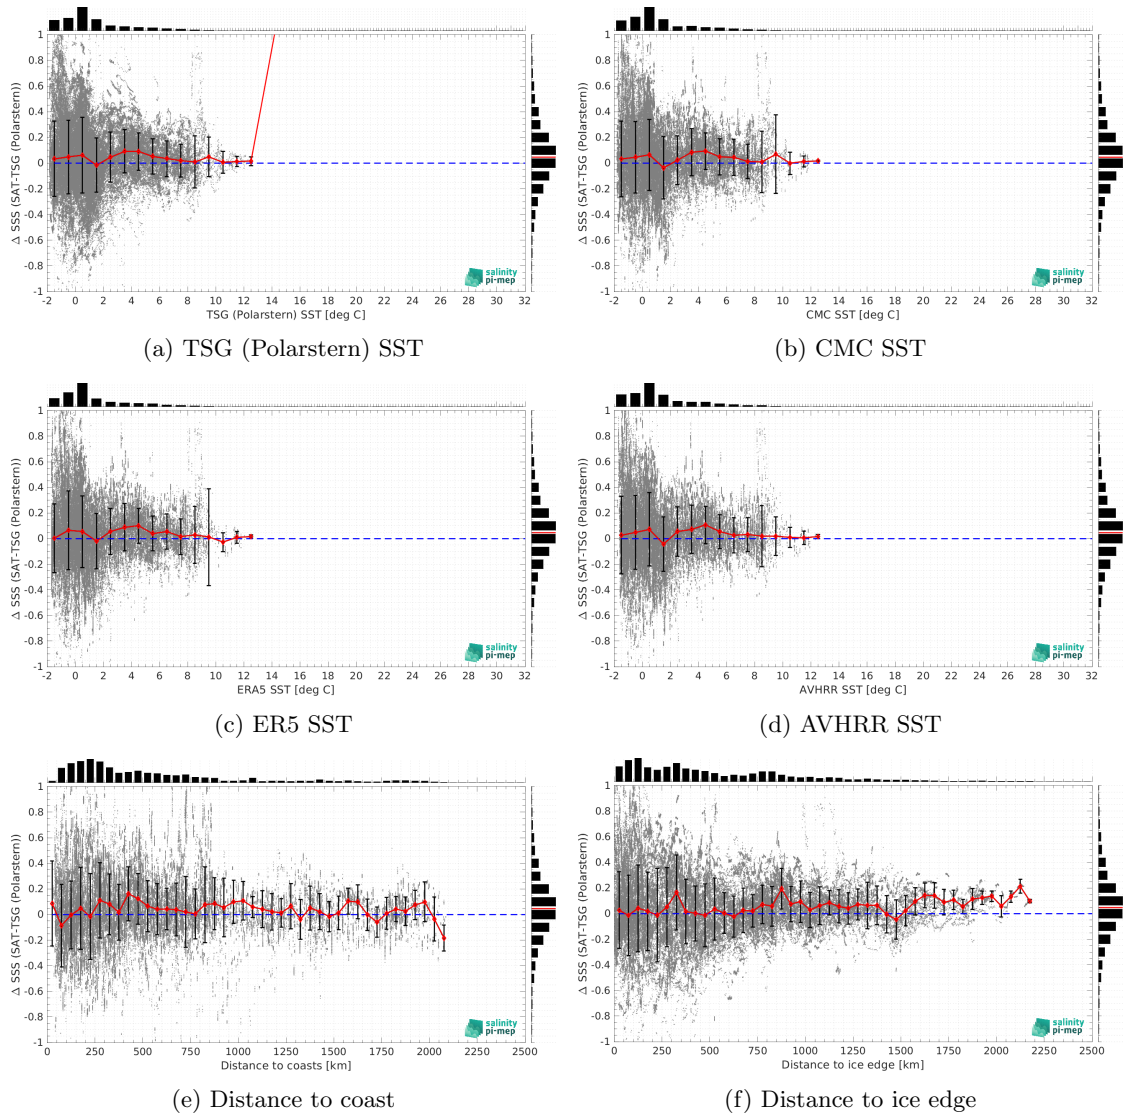 1
0.8
0.6
0.4
0.2
0
-0.2
-0.4
-0.6
-0.8
-1
Δ SSS (SAT-TSG (Polarstern))
salinity
pi-mep
-2 0 2 4 6 8 10 12 14 16 18 20 22 24 26 28 30 32
TSG (Polarstern) SST [deg C]
(a) TSG (Polarstern) SST
1
0.8
0.6
0.4
0.2
0
-0.2
-0.4
-0.6
-0.8
-1
Δ SSS (SAT-TSG (Polarstern))
salinity
pi-mep
-2 0 2 4 6 8 10 12 14 16 18 20 22 24 26 28 30 32
CMC SST [deg C]
(b) CMC SST
1
0.8
0.6
0.4
0.2
0
-0.2
-0.4
-0.6
-0.8
-1
Δ SSS (SAT-TSG (Polarstern))
salinity
pi-mep
-2 0 2 4 6 8 10 12 14 16 18 20 22 24 26 28 30 32
ERA5 SST [deg C]
(c) ER5 SST
1
0.8
0.6
0.4
0.2
0
-0.2
-0.4
-0.6
-0.8
-1
Δ SSS (SAT-TSG (Polarstern))
salinity
pi-mep
-2 0 2 4 6 8 10 12 14 16 18 20 22 24 26 28 30 32
AVHRR SST [deg C]
(d) AVHRR SST
1
0.8
0.6
0.4
0.2
0
-0.2
-0.4
-0.6
-0.8
-1
Δ SSS (SAT-TSG (Polarstern))
salinity
pi-mep
0 250 500 750 1000 1250 1500 1750 2000 2250 2500
Distance to coasts [km]
(e) Distance to coast
1
0.8
0.6
0.4
0.2
0
-0.2
-0.4
-0.6
-0.8
-1
Δ SSS (SAT-TSG (Polarstern))
salinity
pi-mep
0 250 500 750 1000 1250 1500 1750 2000 2250 2500
Distance to ice edge [km]
(f) Distance to ice edge